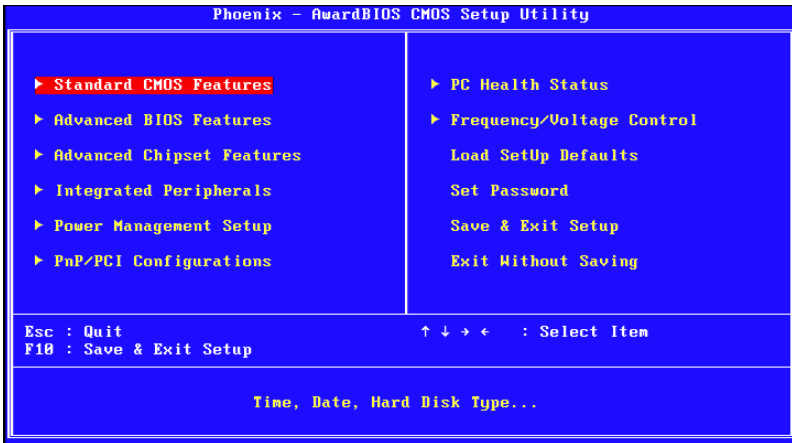 Phoenix - AwardBIOS CMOS Setup Utility
Standard CMOS Features
Advanced BIOS Features
Advanced Chipset Features
Integrated Peripherals
Power Management Setup
PnP/PCI Configurations
PC Health Status
Frequency/Voltage Control
Load SetUp Defaults
Set Password
Save & Exit Setup
Exit Without Saving
Esc : Quit
F10 : Save & Exit Setup
↑ ↓ → ← : Select Item
Time, Date, Hard Disk Type...